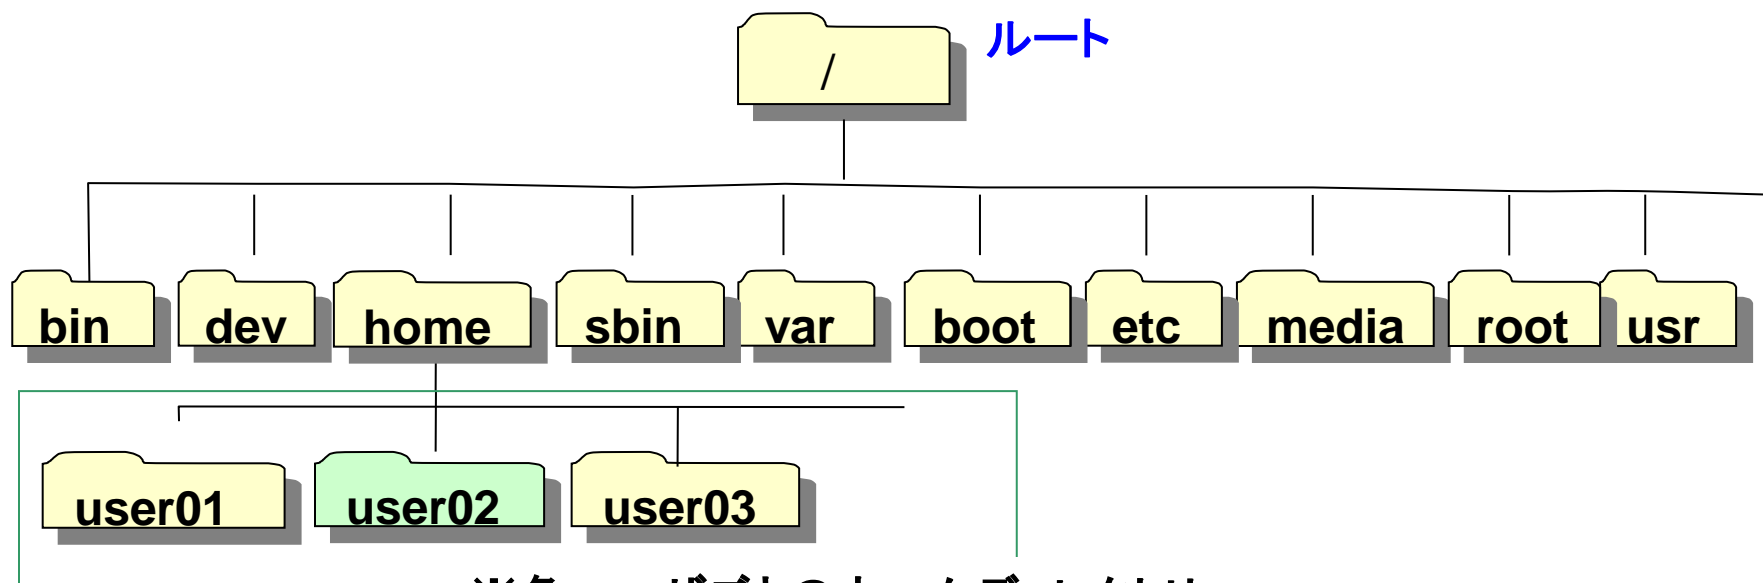 /
ルート
bin dev home sbin var boot etc media root usr
user01 user02 user03